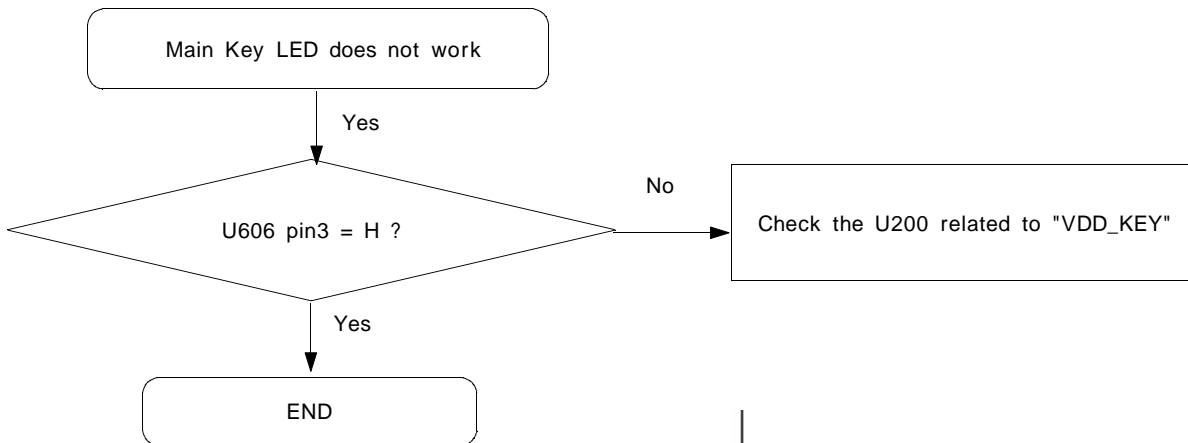 Main Key LED does not work
Yes
U606 pin3 = H ?
No
Check the U200 related to "VDD_KEY"
Yes
END